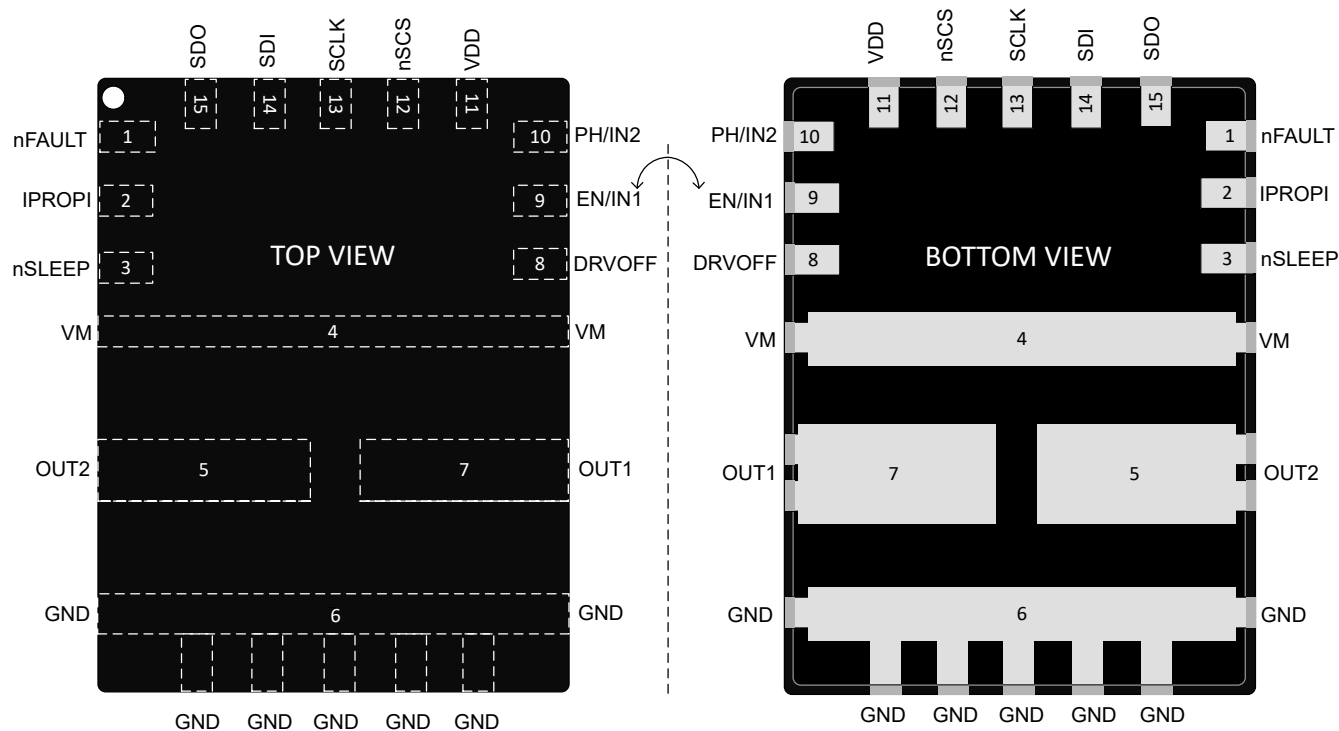 SDO SDI SCLK nSCS VDD
15 14 13 12 11
nFAULT 1 10 PH/IN2
IPROPI 2 9 EN/IN1
nSLEEP 3 TOP VIEW 8 DRVOFF
VM 4 VM
OUT2 5 7 OUT1
GND 6 GND
GND GND GND GND GND
VDD nSCS SCLK SDI SDO
11 12 13 14 15
PH/IN2 10 1 nFAULT
EN/IN1 9 2 IPROPI
DRVOFF 8 BOTTOM VIEW 3 nSLEEP
VM 4 VM
OUT1 7 5 OUT2
GND 6 GND
GND GND GND GND GND